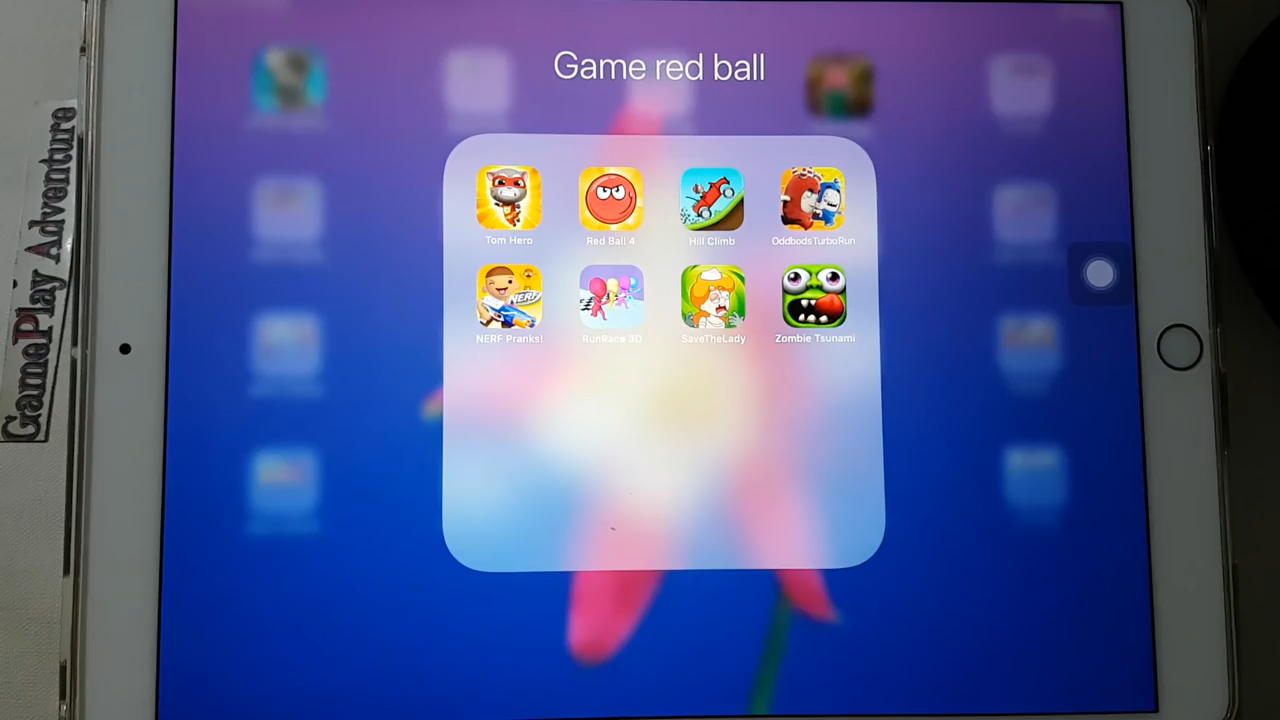 Game red ball
GamePlay Adventure
Tom Hero
Red Ball 4
Hill Climb
OddbodsTurboRun
NERF
NERF Pranks!
RunRace 3D
SaveTheLady
Zombie Tsunami